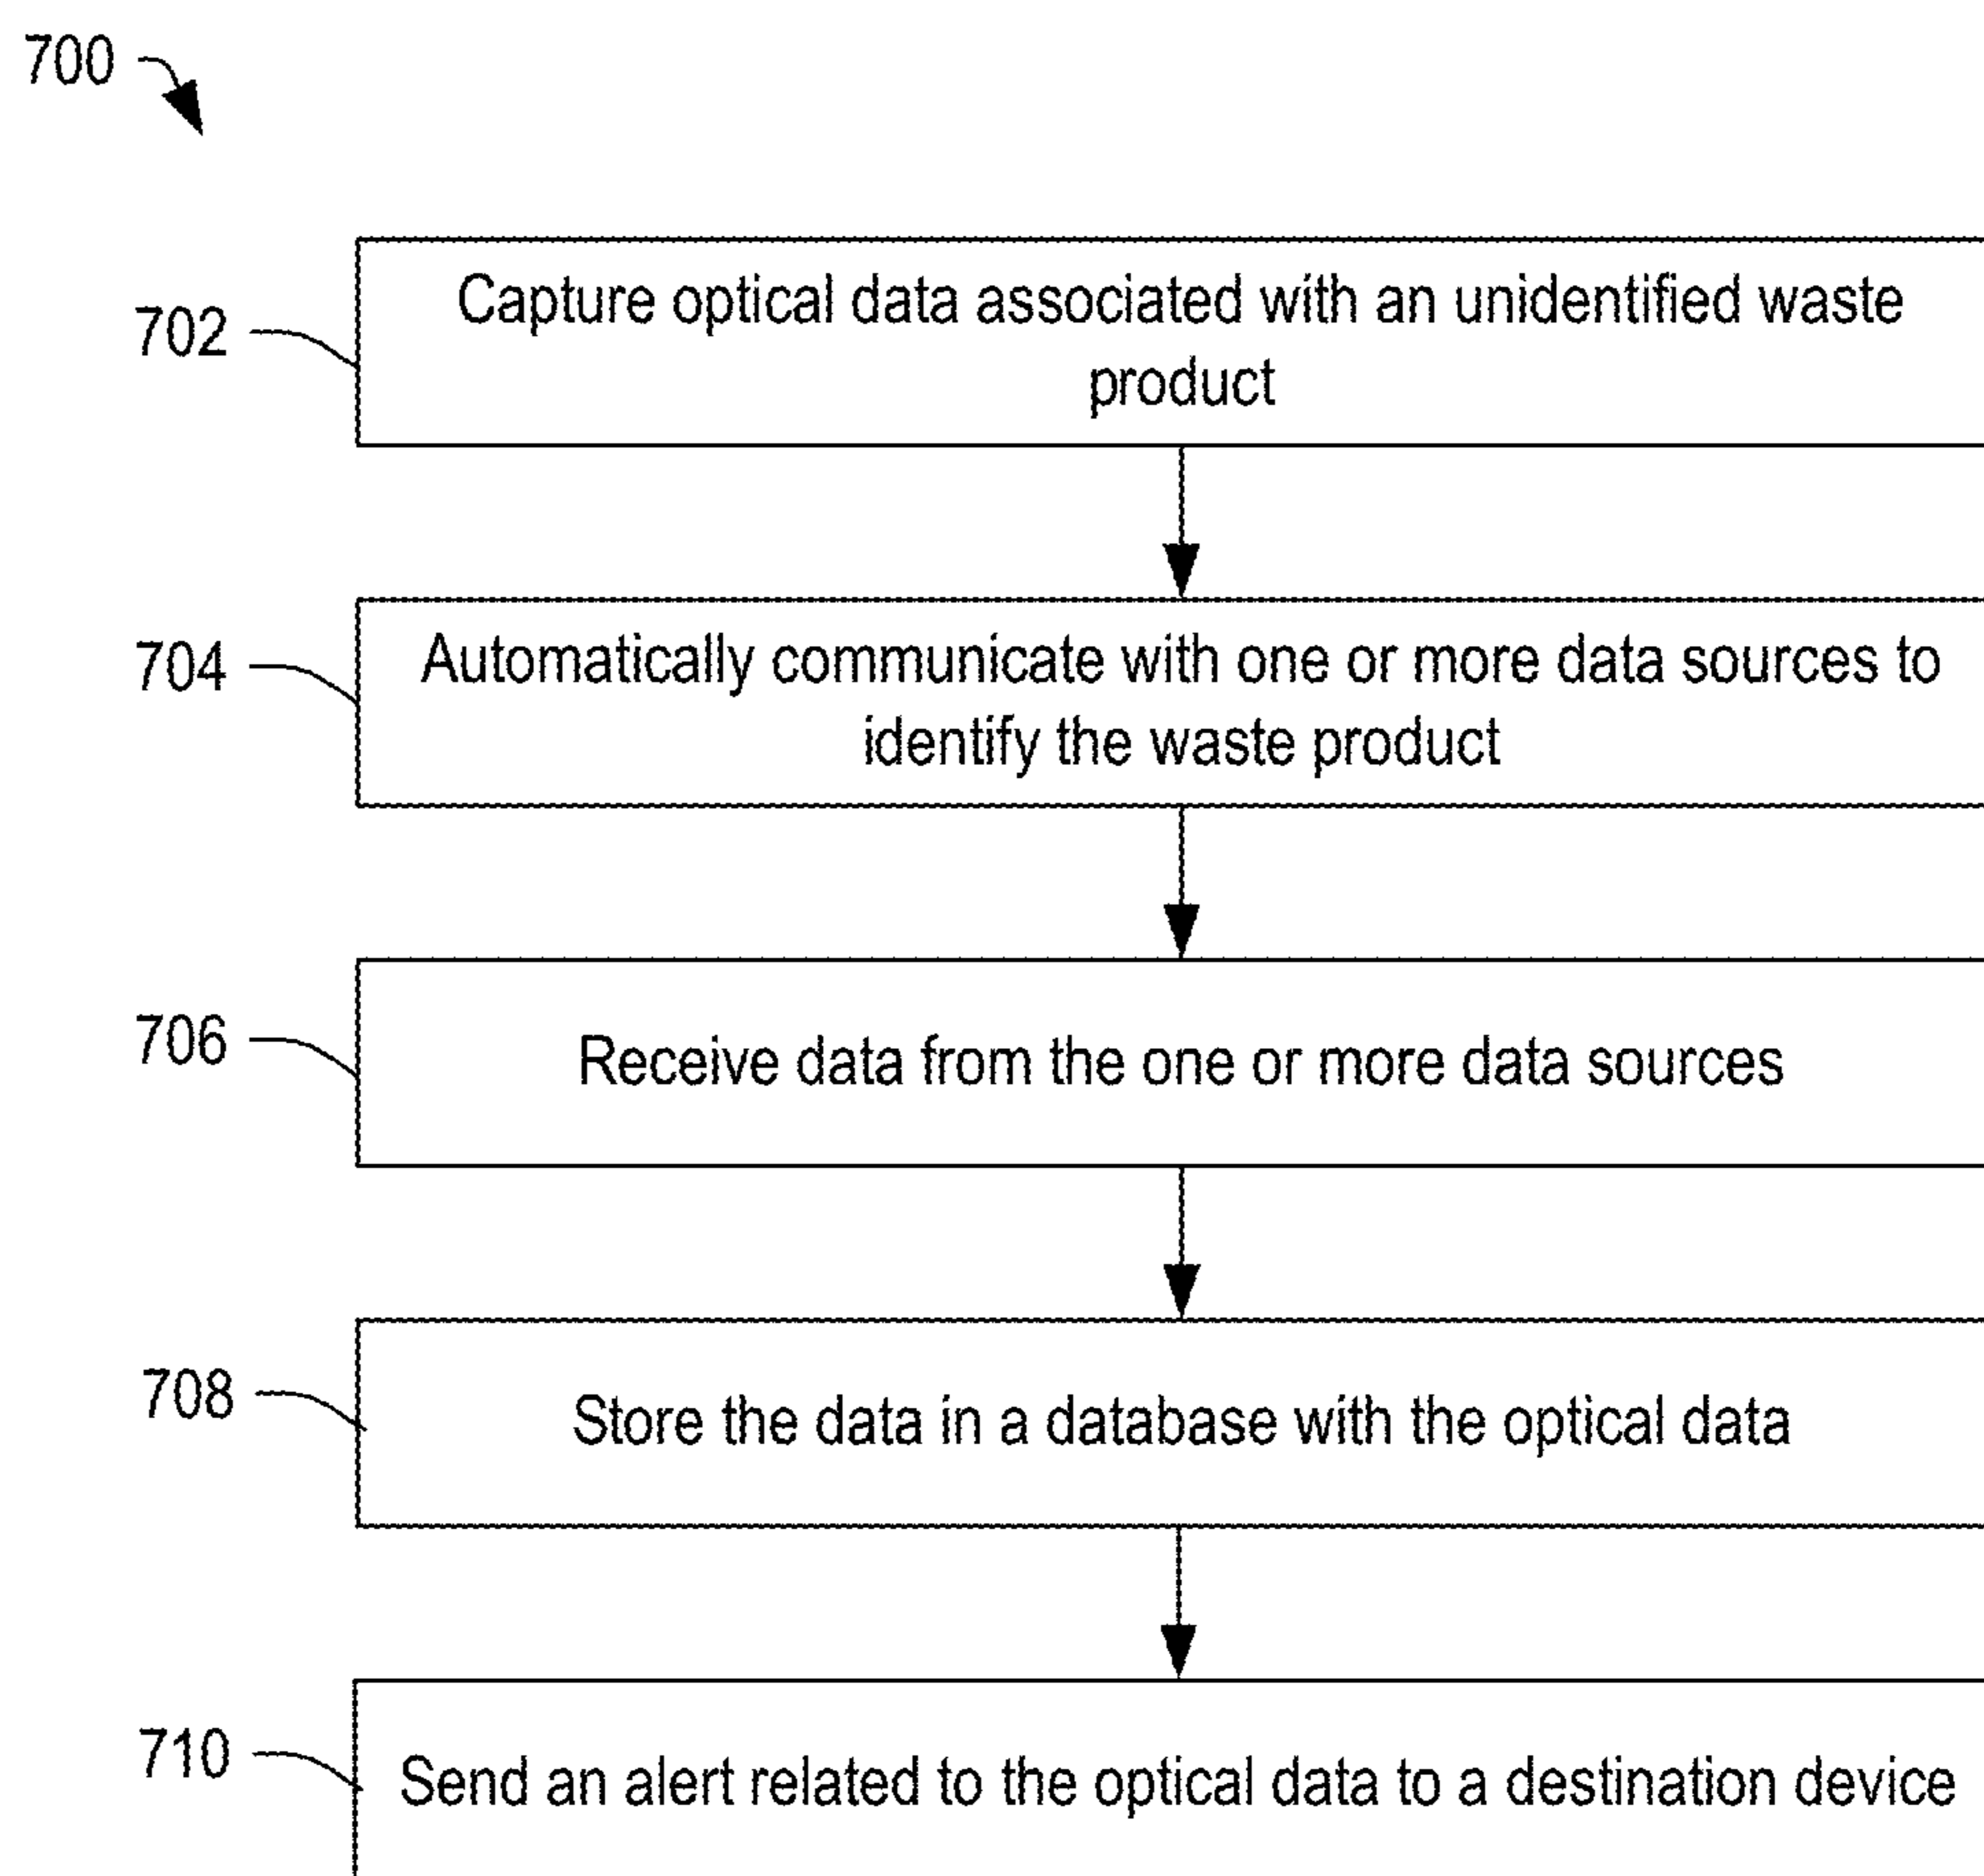 700
702
Capture optical data associated with an unidentified waste
product
704
Automatically communicate with one or more data sources to
identify the waste product
706
Receive data from the one or more data sources
708
Store the data in a database with the optical data
710
Send an alert related to the optical data to a destination device